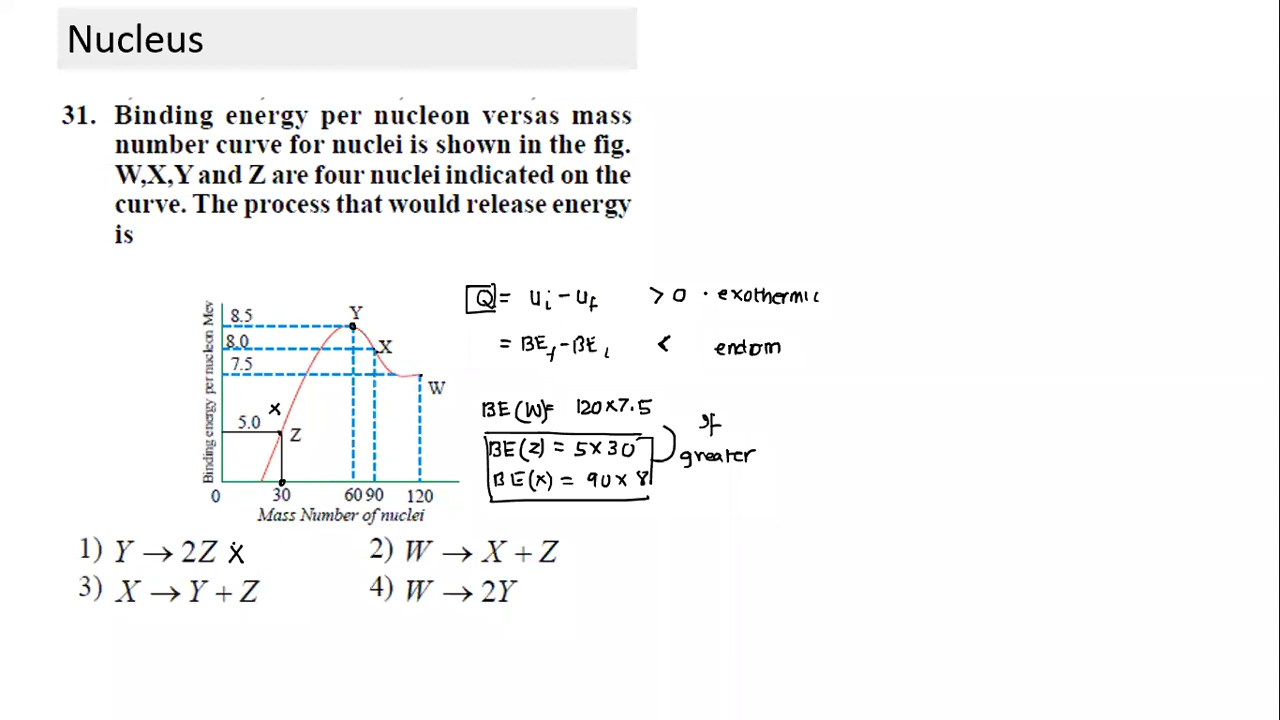 Nucleus
31. Binding energy per nucleon versas mass
number curve for nuclei is shown in the fig.
W,X,Y and Z are four nuclei indicated on the
curve. The process that would release energy
is
Binding energy per nucleon Mev
8.5
8.0
7.5
5.0
Y
X
W
x
Z
0 30 60 90 120
Mass Number of nuclei
Q = Ui - Uf > 0 · exothermic
= BEf - BEi < endom
BE(W)= 120×7.5
BE(Z) = 5×30
BE(X) = 90×8
If
greater
1) Y → 2Z x
2) W → X + Z
3) X → Y + Z
4) W → 2Y